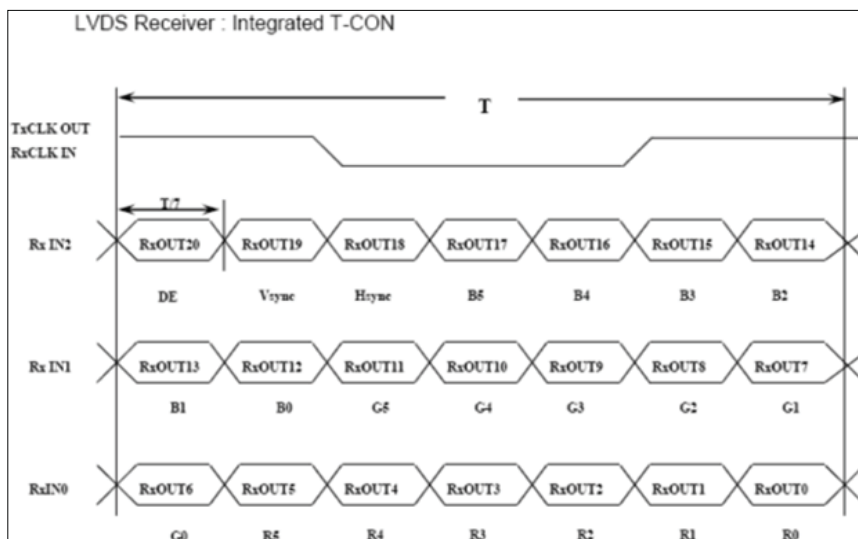 LVDS Receiver : Integrated T-CON
T
TxCLK OUT
RxCLK IN
T/7
Rx IN2 RxOUT20 RxOUT19 RxOUT18 RxOUT17 RxOUT16 RxOUT15 RxOUT14
DE Vsync Hsync B5 B4 B3 B2
Rx IN1 RxOUT13 RxOUT12 RxOUT11 RxOUT10 RxOUT9 RxOUT8 RxOUT7
B1 B0 G5 G4 G3 G2 G1
RxIN0 RxOUT6 RxOUT5 RxOUT4 RxOUT3 RxOUT2 RxOUT1 RxOUT0
G0 R5 R4 R3 R2 R1 R0